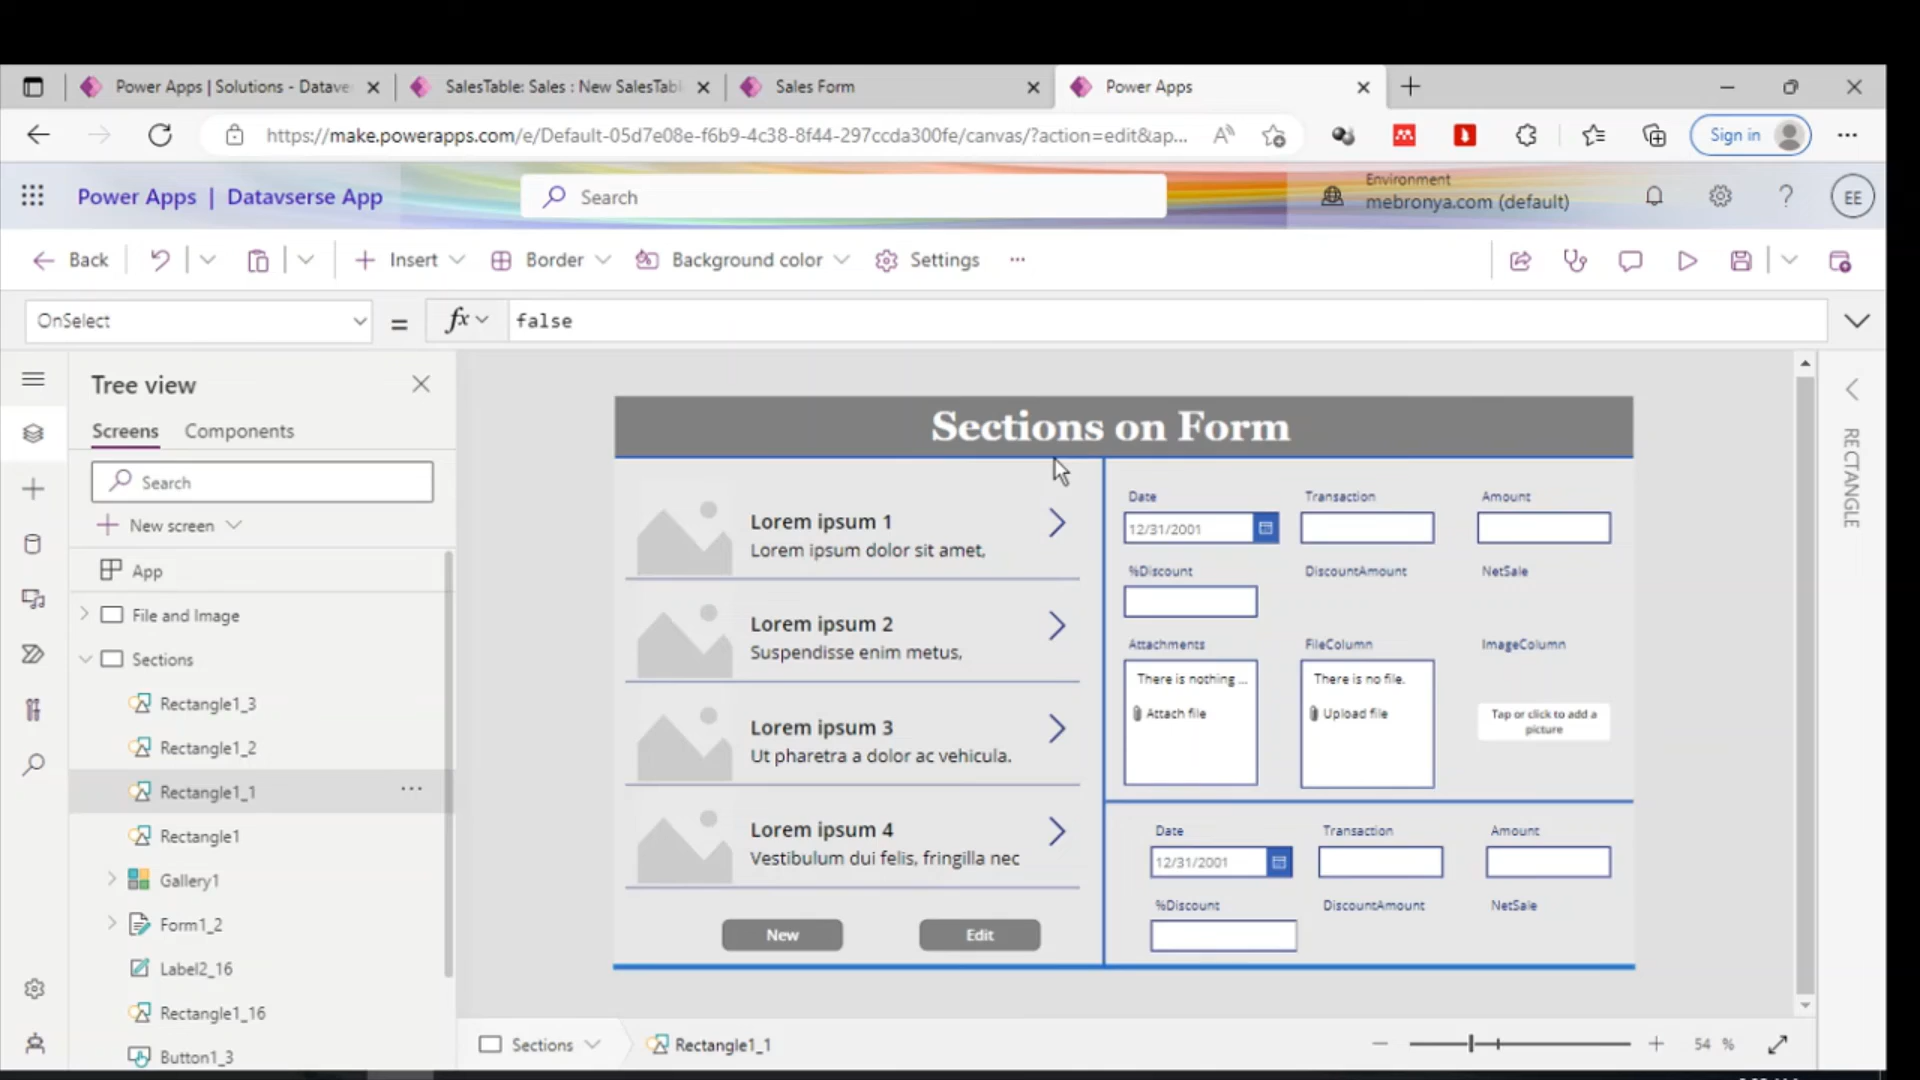 Power Apps | Solutions - Datave
SalesTable: Sales : New SalesTabl
Sales Form
Power Apps
https://make.powerapps.com/e/Default-05d7e08e-f6b9-4c38-8f44-297ccda300fe/canvas/?action=edit&ap...
Sign in
Power Apps | Datavserse App
Search
Environment
mebronya.com (default)
EE
Back
Insert
Border
Background color
Settings
OnSelect
=
fx
false
Tree view
Screens
Components
Search
New screen
App
File and Image
Sections
Rectangle1_3
Rectangle1_2
Rectangle1_1
Rectangle1
Gallery1
Form1_2
Label2_16
Rectangle1_16
Button1_3
Sections on Form
Lorem ipsum 1
Lorem ipsum dolor sit amet,
Lorem ipsum 2
Suspendisse enim metus,
Lorem ipsum 3
Ut pharetra a dolor ac vehicula.
Lorem ipsum 4
Vestibulum dui felis, fringilla nec
New
Edit
Date
Transaction
Amount
12/31/2001
%Discount
DiscountAmount
NetSale
Attachments
FileColumn
ImageColumn
There is nothing ...
There is no file.
Attach file
Upload file
Tap or click to add a
picture
Date
Transaction
Amount
12/31/2001
%Discount
DiscountAmount
NetSale
RECTANGLE
Sections
Rectangle1_1
54 %